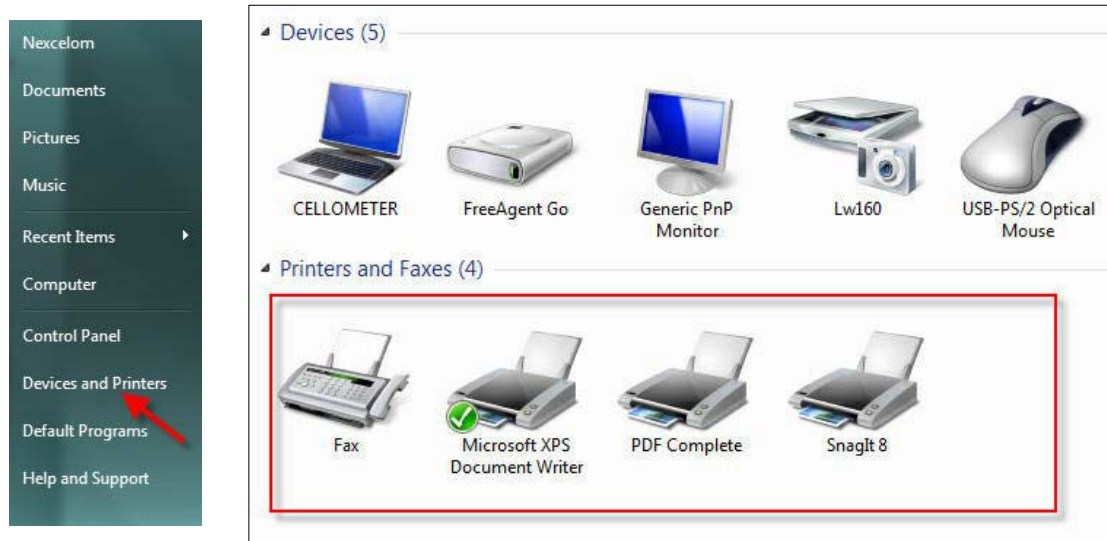 Nexcelom
Documents
Pictures
Music
Recent Items
Computer
Control Panel
Devices and Printers
Default Programs
Help and Support
Devices (5)
CELLOMETER
FreeAgent Go
Generic PnP
Monitor
Lw160
USB-PS/2 Optical
Mouse
Printers and Faxes (4)
Fax
Microsoft XPS
Document Writer
PDF Complete
SnagIt 8